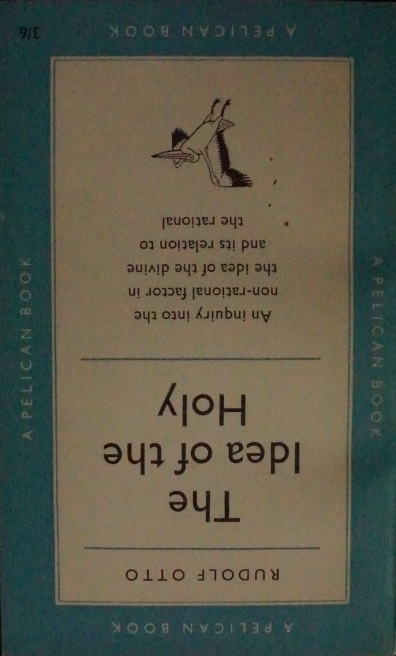 A PELICAN BOOK
RUDOLF OTTO
The
Idea of the
Holy
An inquiry into the
non-rational factor in
the idea of the divine
and its relation to
the rational
A PELICAN BOOK
A PELICAN BOOK
A PELICAN BOOK
3/6